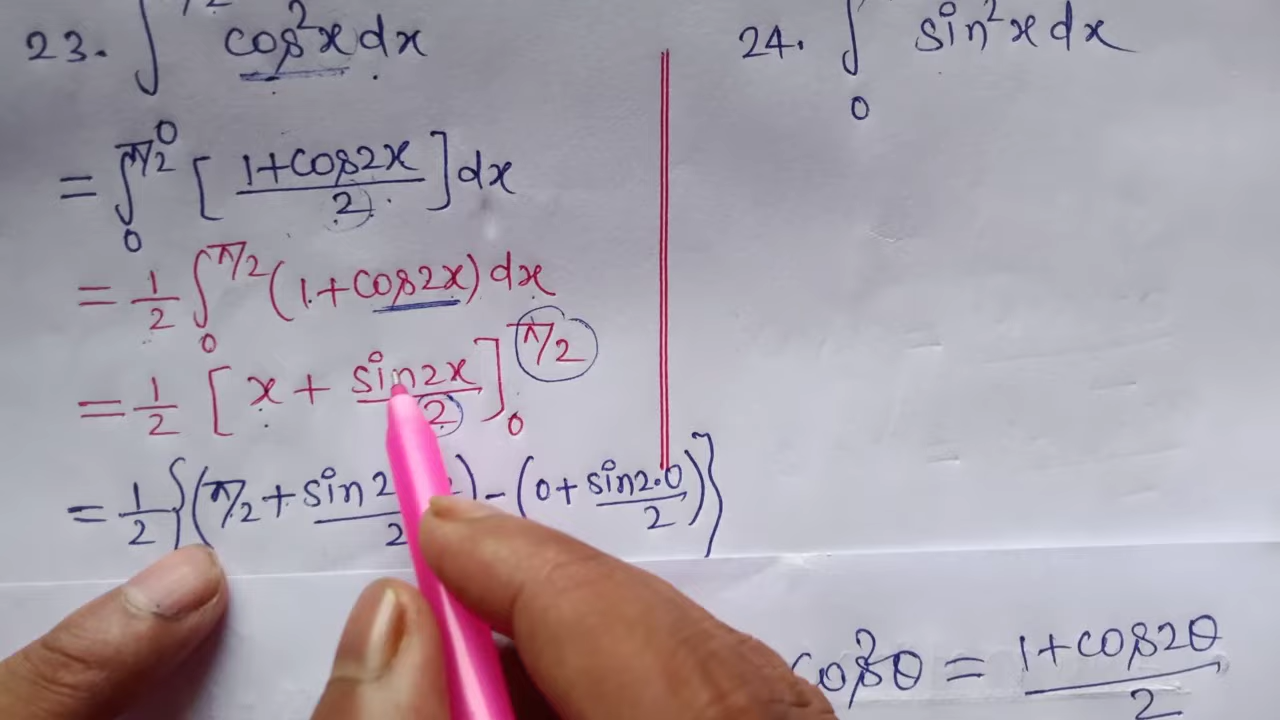 23. ∫ cos²x dx
0
= ∫₀^π/2 [ (1+cos2x)/2 ] dx
= 1/2 ∫₀^π/2 (1+cos2x) dx
= 1/2 [ x + sin2x/2 ]₀^π/2
= 1/2 {(π/2 + sin2 /2) - (0 + sin2.0/2)}
24. ∫₀ sin²x dx
cos²θ = (1+cos2θ)/2